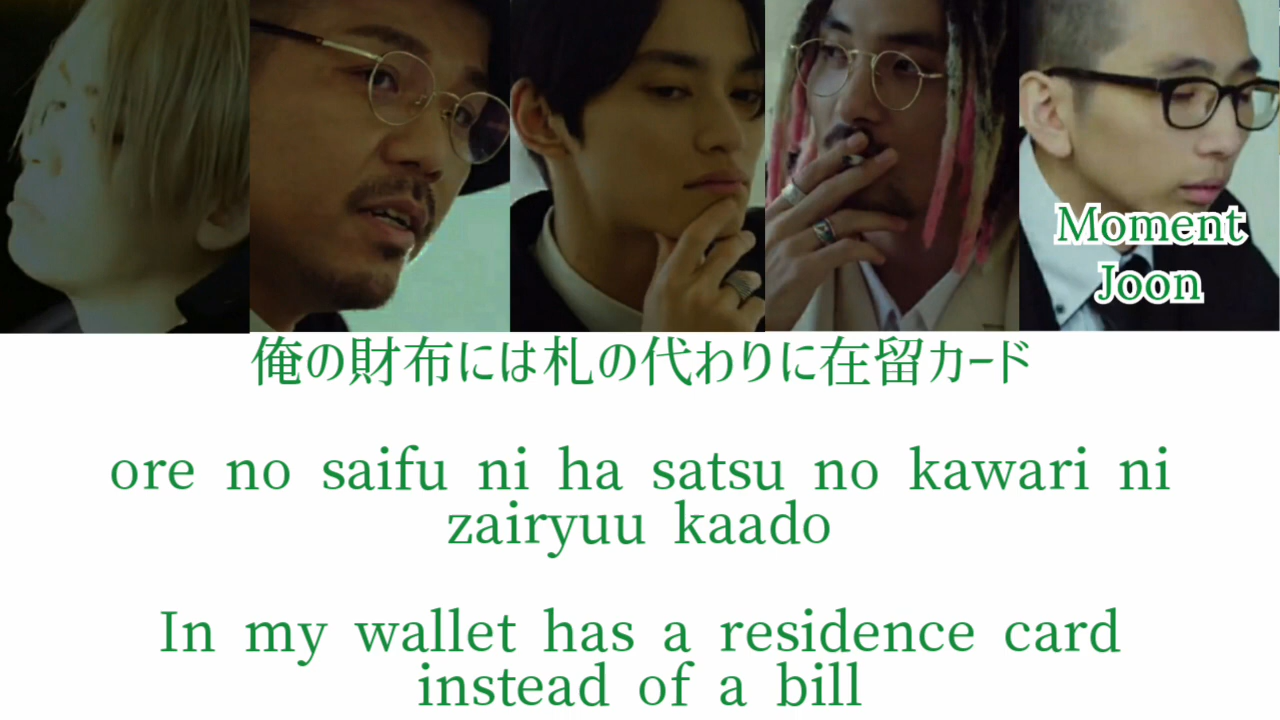 Moment
Joon
俺の財布には札の代わりに在留カード
ore no saifu ni ha satsu no kawari ni
zairyuu kaado
In my wallet has a residence card
instead of a bill